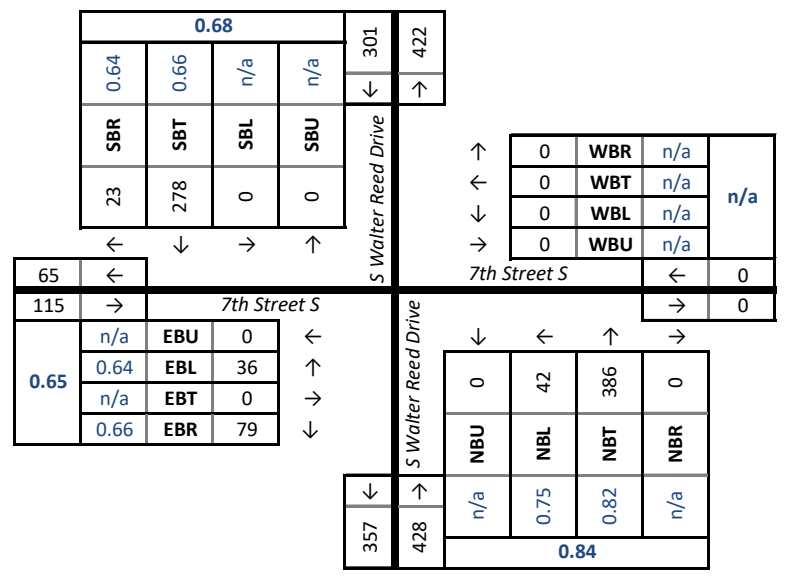 0.68
301
422
0.64
0.66
n/a
n/a
↓
↑
SBR
SBT
SBL
SBU
23
278
0
0
← ↓ → ↑
S Walter Reed Drive
↑ 0 WBR n/a
← 0 WBT n/a
↓ 0 WBL n/a
→ 0 WBU n/a
n/a
65 ←
7th Street S
← 0
115 →
7th Street S
→ 0
0.65
n/a EBU 0 ←
0.64 EBL 36 ↑
n/a EBT 0 →
0.66 EBR 79 ↓
S Walter Reed Drive
↓ ← ↑ →
0
42
386
0
NBU
NBL
NBT
NBR
↓
↑
n/a
0.75
0.82
n/a
357
428
0.84